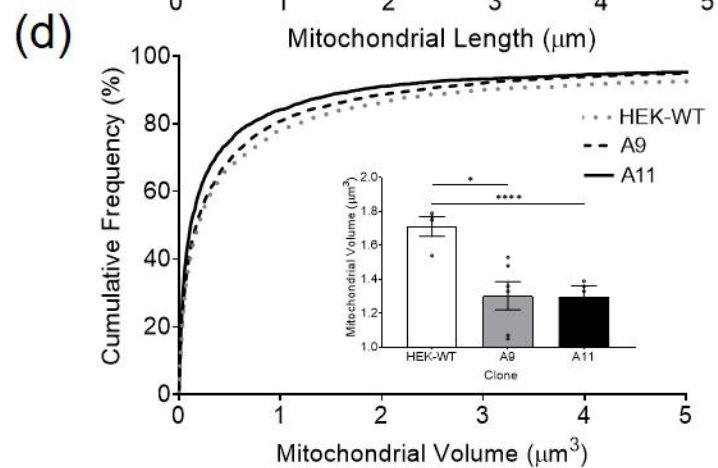 0 1 2 3 4 5
(d)
Mitochondrial Length (μm)
Cumulative Frequency (%)
100
80
60
40
20
0
0 1 2 3 4 5
Mitochondrial Volume (μm³)
HEK-WT
A9
A11
Mitochondrial Volume (μm³)
2.0
1.8
1.6
1.4
1.2
1.0
*
****
HEK-WT A9 A11
Clone